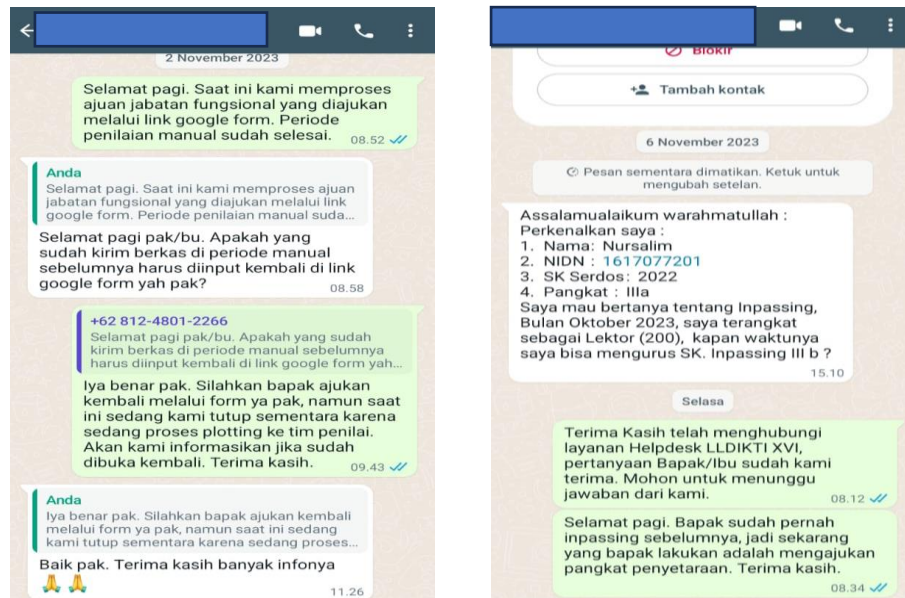 2 November 2023
Selamat pagi. Saat ini kami memproses
ajuan jabatan fungsional yang diajukan
melalui link google form. Periode
penilaian manual sudah selesai. 08.52
Anda
Selamat pagi. Saat ini kami memproses ajuan
jabatan fungsional yang diajukan melalui link
google form. Periode penilaian manual suda...
Selamat pagi pak/bu. Apakah yang
sudah kirim berkas di periode manual
sebelumnya harus diinput kembali di link
google form yah pak? 08.58
+62 812-4801-2266
Selamat pagi pak/bu. Apakah yang sudah
kirim berkas di periode manual sebelumnya
harus diinput kembali di link google form yah...
Iya benar pak. Silahkan bapak ajukan
kembali melalui form ya pak, namun saat
ini sedang kami tutup sementara karena
sedang proses plotting ke tim penilai.
Akan kami informasikan jika sudah
dibuka kembali. Terima kasih. 09.43
Anda
Iya benar pak. Silahkan bapak ajukan kembali
melalui form ya pak, namun saat ini sedang
kami tutup sementara karena sedang proses...
Baik pak. Terima kasih banyak infonya
🙏 🙏 11.26
Blokir
Tambah kontak
6 November 2023
Pesan sementara dimatikan. Ketuk untuk
mengubah setelan.
Assalamualaikum warahmatullah :
Perkenalkan saya :
1. Nama: Nursalim
2. NIDN : 1617077201
3. SK Serdos: 2022
4. Pangkat : IIIa
Saya mau bertanya tentang Inpassing,
Bulan Oktober 2023, saya terangkat
sebagai Lektor (200), kapan waktunya
saya bisa mengurus SK. Inpassing III b ?
15.10
Selasa
Terima Kasih telah menghubungi
layanan Helpdesk LLDIKTI XVI,
pertanyaan Bapak/Ibu sudah kami
terima. Mohon untuk menunggu
jawaban dari kami. 08.12
Selamat pagi. Bapak sudah pernah
inpassing sebelumnya, jadi sekarang
yang bapak lakukan adalah mengajukan
pangkat penyetaraan. Terima kasih.
08.34